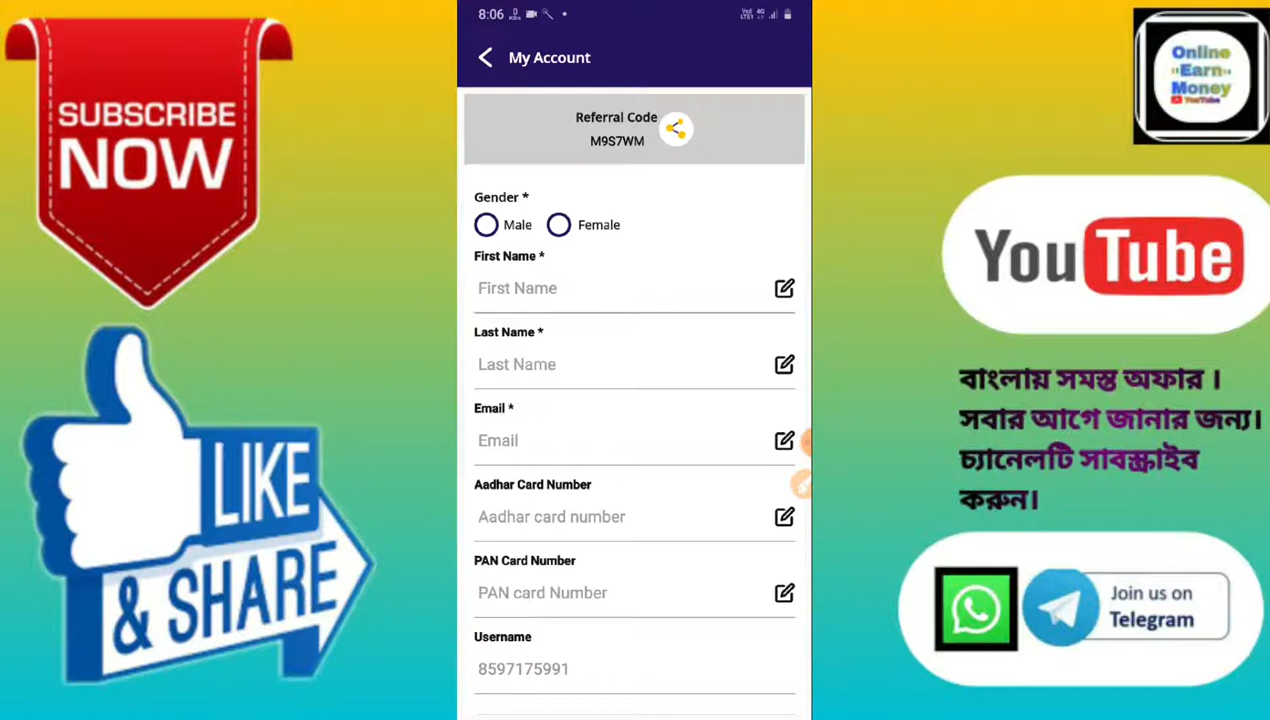 SUBSCRIBE
NOW
LIKE
& SHARE
8:06
My Account
Referral Code
M9S7WM
Gender *
Male Female
First Name *
First Name
Last Name *
Last Name
Email *
Email
Aadhar Card Number
Aadhar card number
PAN Card Number
PAN card Number
Username
8597175991
Online
Earn
Money
YouTube
YouTube
বাংলায় সমস্ত অফার ।
সবার আগে জানার জন্য।
চ্যানেলটি সাবস্ক্রাইব
করুন।
Join us on
Telegram